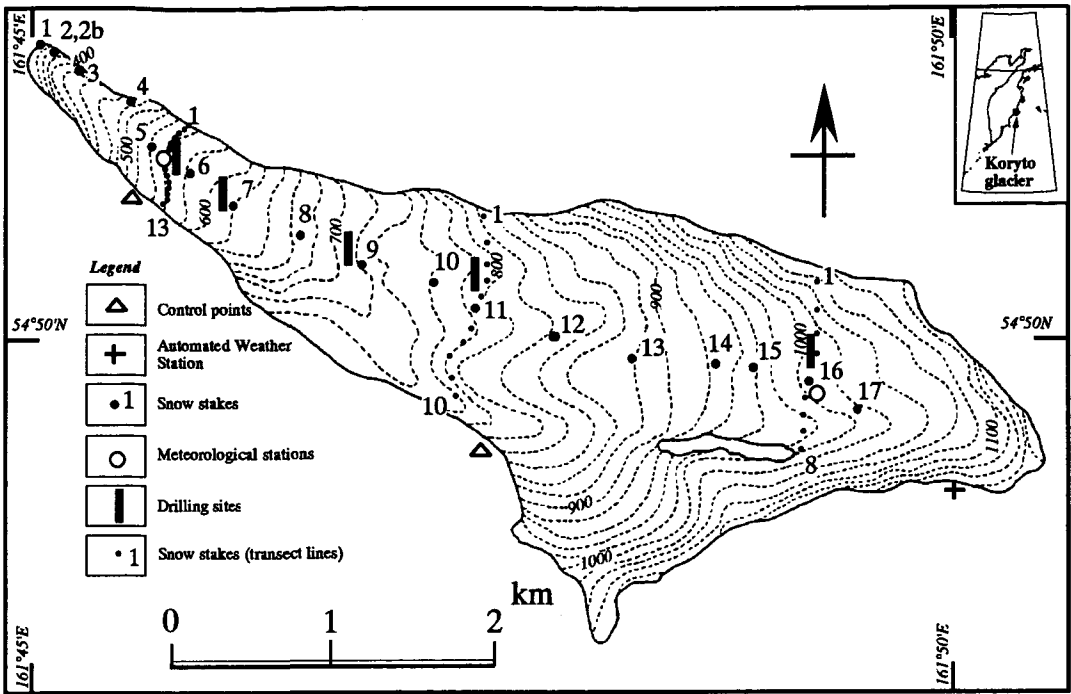 161°45'E
1
2,2b
400
3
4
1
5
500
6
13
600
7
8
700
9
10
1
800
11
10
12
900
13
14
15
1
1000
16
17
8
1100
900
1000
161°50'E
Koryto
glacier
54°50'N
54°50'N
Legend
Control points
Automated Weather
Station
1 Snow stakes
Meteorological stations
Drilling sites
1 Snow stakes (transect lines)
km
0 1 2
161°45'E
161°50'E